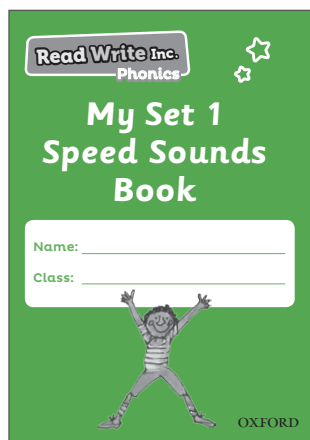 Read Write Inc.
Phonics
My Set 1
Speed Sounds
Book
Name:
Class:
OXFORD